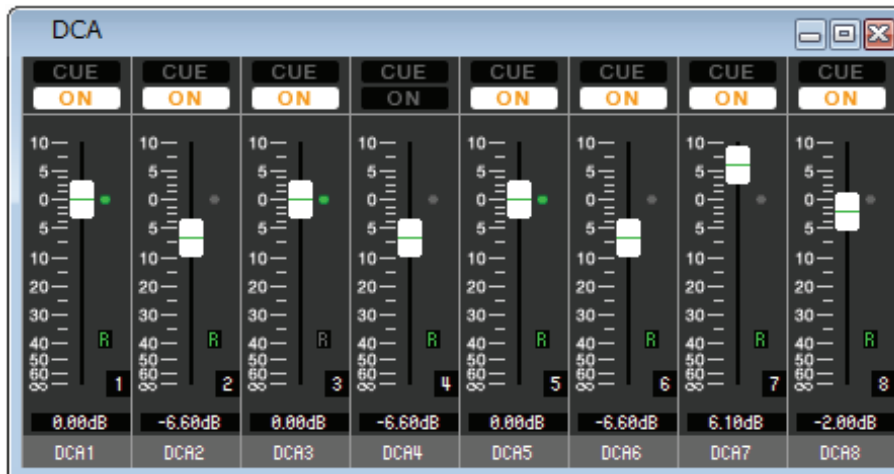 DCA
CUE CUE CUE CUE CUE CUE CUE CUE
ON ON ON ON ON ON ON ON
10 10 10 10 10 10 10 10
5 5 5 5 5 5 5 5
0 0 0 0 0 0 0 0
5 5 5 5 5 5 5 5
10 10 10 10 10 10 10 10
20 20 20 20 20 20 20 20
30 30 30 30 30 30 30 30
40 R 40 R 40 R 40 R 40 R 40 R 40 R 40 R
50 50 50 50 50 50 50 50
60 60 60 60 60 60 60 60
∞ 1 ∞ 2 ∞ 3 ∞ 4 ∞ 5 ∞ 6 ∞ 7 ∞ 8
0.00dB -6.60dB 0.00dB -6.60dB 0.00dB -6.60dB 6.10dB -2.00dB
DCA1 DCA2 DCA3 DCA4 DCA5 DCA6 DCA7 DCA8